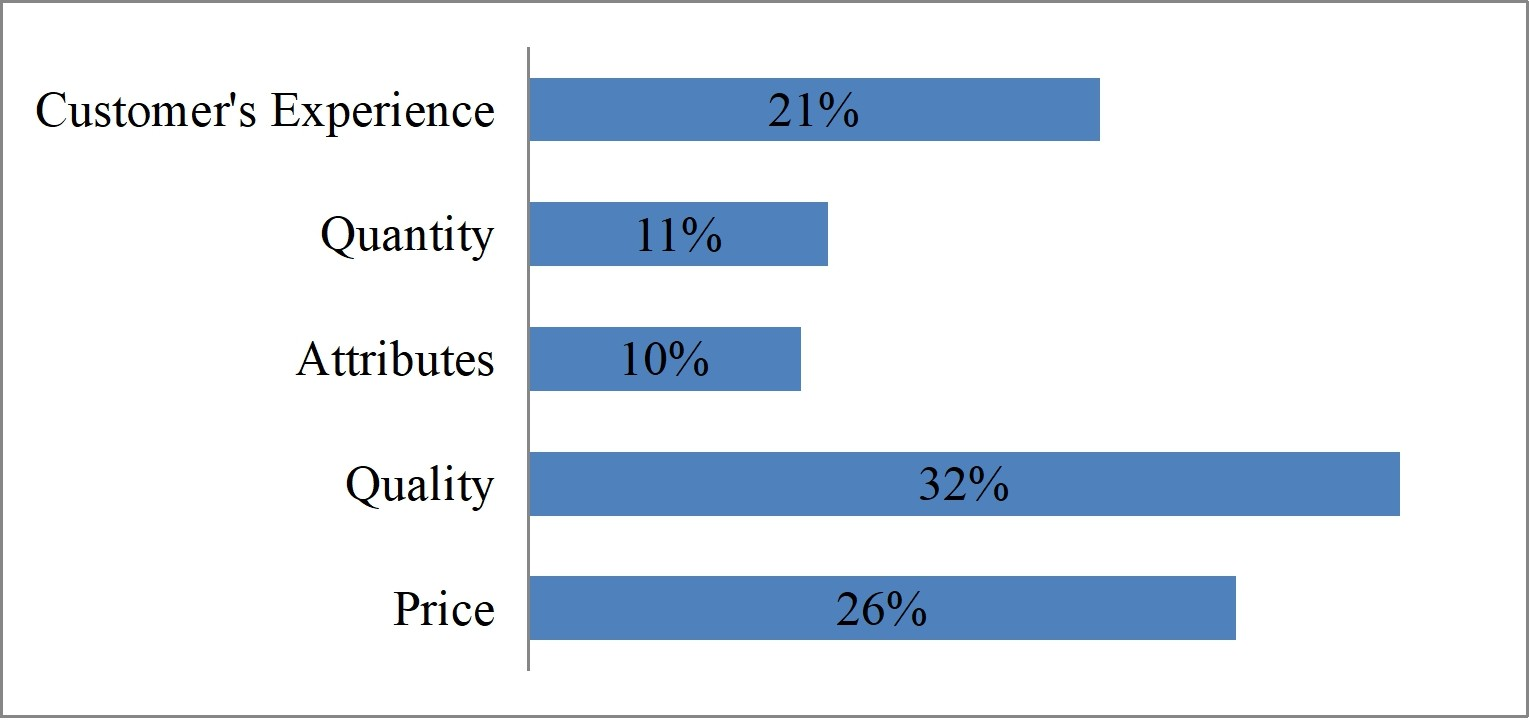 Customer's Experience 21%
Quantity 11%
Attributes 10%
Quality 32%
Price 26%